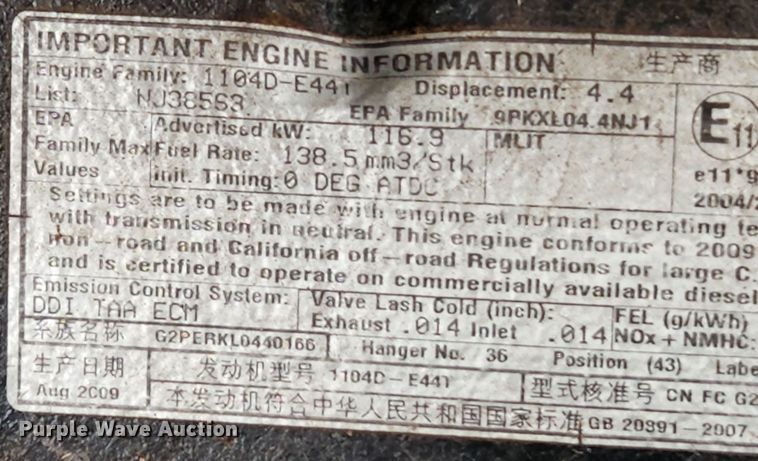 IMPORTANT ENGINE INFORMATION 生产商
Engine Family: 1104D-E44T Displacement: 4.4
List: NJ38563 EPA Family 9PKXL04.4NJ1
E11
EPA Advertised kW: 116.9 MLIT
Family Max Fuel Rate: 138.5 mm3/Stk
e11*9
Values Init. Timing: 0 DEG ATDC
2004/2
Settings are to be made with engine at normal operating te
with transmission in neutral. This engine conforms to 2009
non-road and California off-road Regulations for large C.
and is certified to operate on commercially available diesel
Emission Control System: Valve Lash Cold (inch): FEL (g/kWh)
DDI TAA ECM Exhaust .014 Inlet .014 NOx + NMHC:
系族名称 G2PERKL0440166 Hanger No. 36 Position (43) Labe
生产日期 发动机型号 1104D-E44T 型式核准号 CN FC G2
Aug 2009 本发动机符合中华人民共和国国家标准 GB 20891-2007
Purple Wave Auction